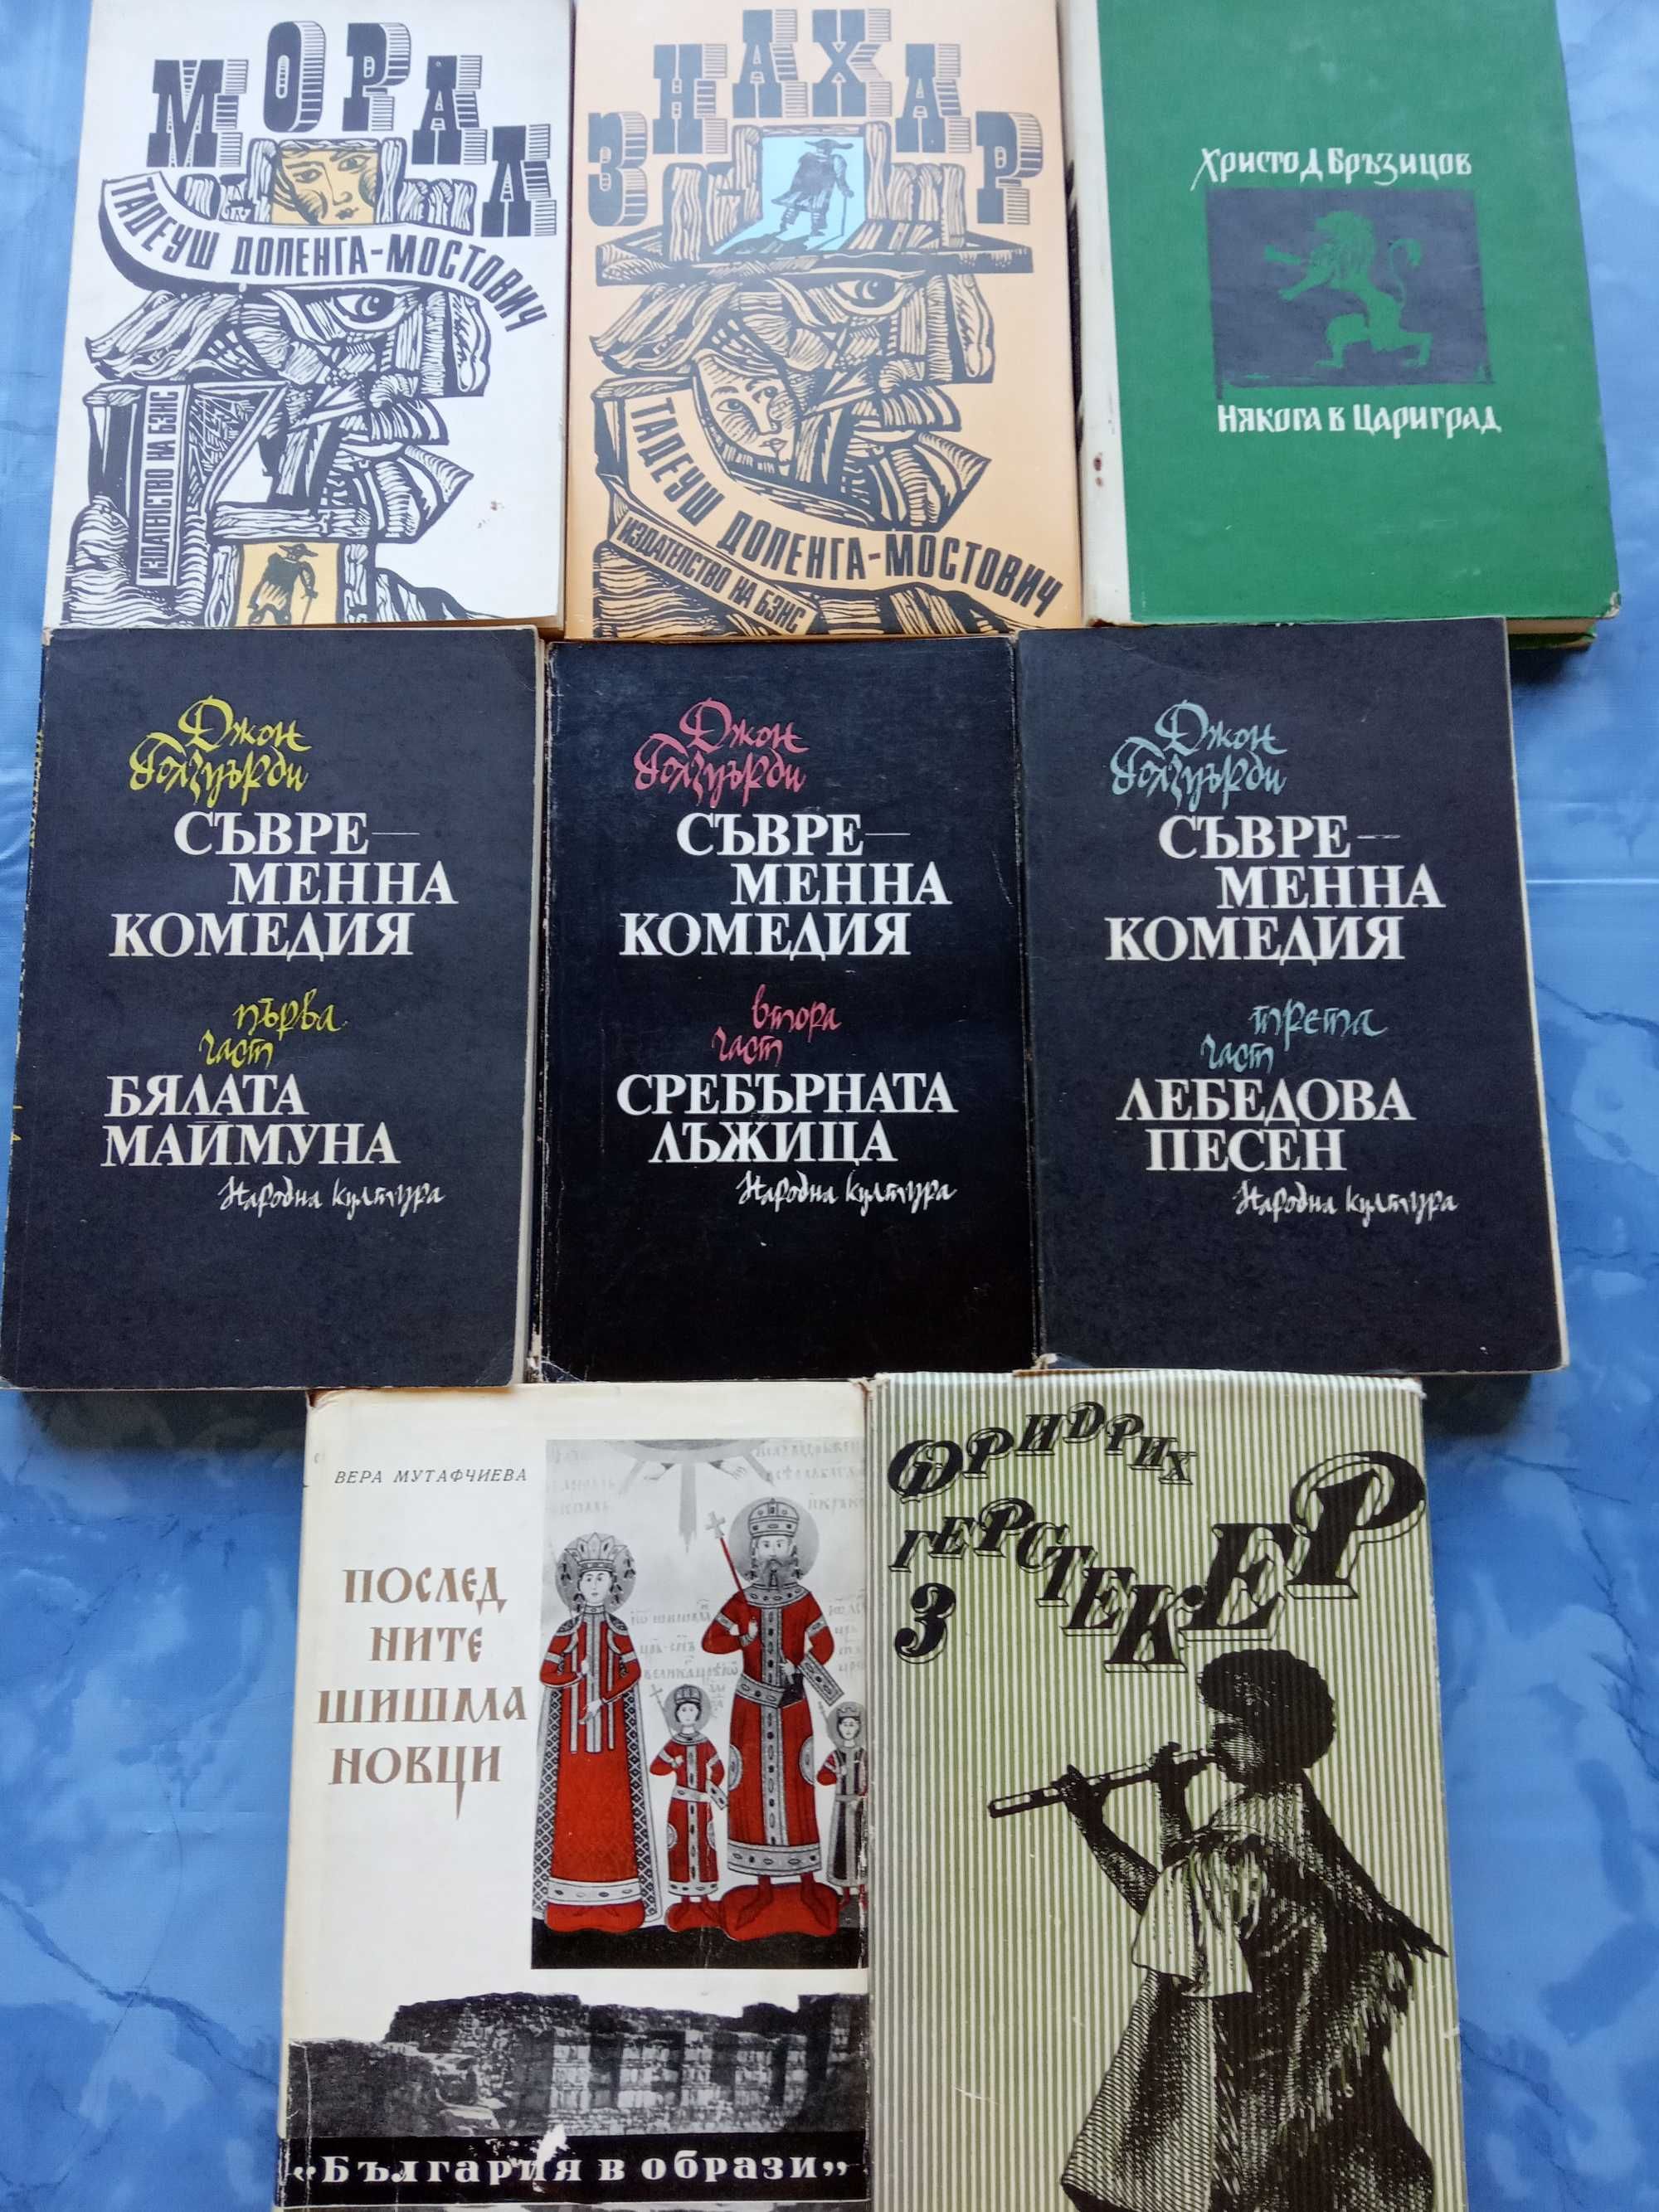 МОРАЛ
ТАДЕУШ ДОЛЕНГА-МОСТОВИЧ
ИЗДАТЕЛСТВО НА БЗНС
ЗНАХАР
ТАДЕУШ ДОЛЕНГА-МОСТОВИЧ
ИЗДАТЕЛСТВО НА БЗНС
Христо Д Бръзицов
Някога в Цариград
Джон
Голзуърди
СЪВРЕ—
МЕННА
КОМЕДИЯ
първа
част
БЯЛАТА
МАЙМУНА
Народна култура
Джон
Голзуърди
СЪВРЕ—
МЕННА
КОМЕДИЯ
втора
част
СРЕБЪРНАТА
ЛЪЖИЦА
Народна култура
Джон
Голзуърди
СЪВРЕ—
МЕННА
КОМЕДИЯ
трета
част
ЛЕБЕДОВА
ПЕСЕН
Народна култура
ВЕРА МУТАФЧИЕВА
ПОСЛЕД
НИТЕ
ШИШМА
НОВЦИ
«България в образи»
ФРИДРИХ
ГЕРСТЕКЕР
3